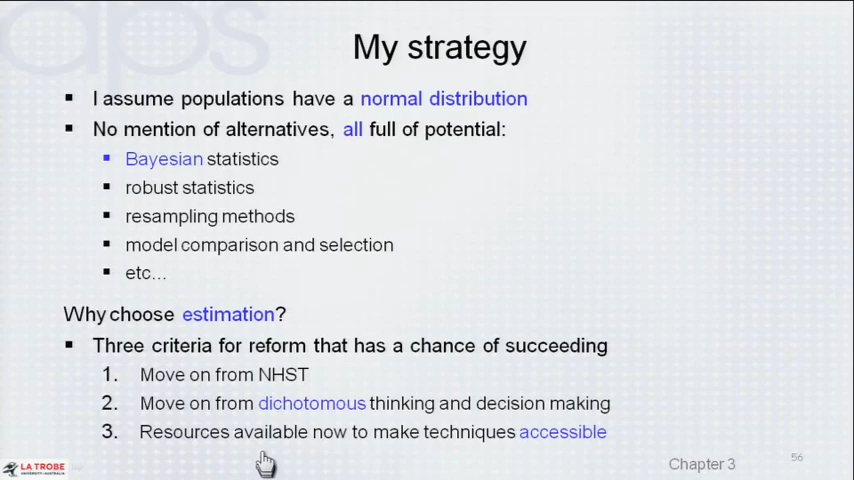 aps
My strategy
▪ I assume populations have a normal distribution
▪ No mention of alternatives, all full of potential:
▪ Bayesian statistics
▪ robust statistics
▪ resampling methods
▪ model comparison and selection
▪ etc...
Why choose estimation?
▪ Three criteria for reform that has a chance of succeeding
1. Move on from NHST
2. Move on from dichotomous thinking and decision making
3. Resources available now to make techniques accessible
LA TROBE
UNIVERSITY AUSTRALIA
Chapter 3
56